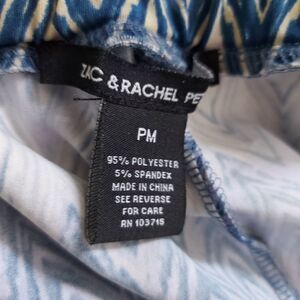 ZAC & RACHEL PE
PM
95% POLYESTER
5% SPANDEX
MADE IN CHINA
SEE REVERSE
FOR CARE
RN 103715